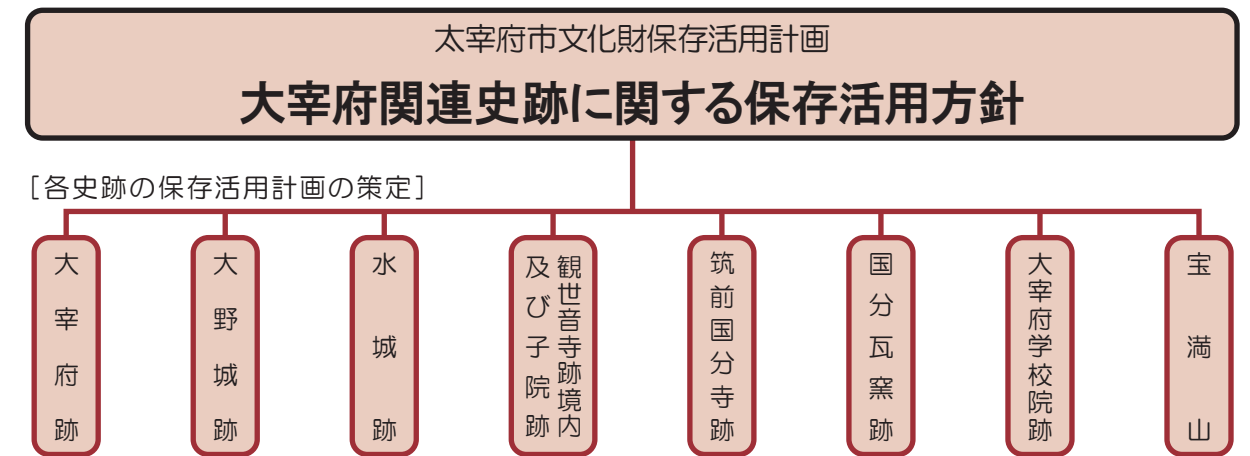 太宰府市文化財保存活用計画
大宰府関連史跡に関する保存活用方針
［各史跡の保存活用計画の策定］
大宰府跡
大野城跡
水城跡
観世音寺跡境内
及び子院跡
筑前国分寺跡
国分瓦窯跡
大宰府学校院跡
宝満山